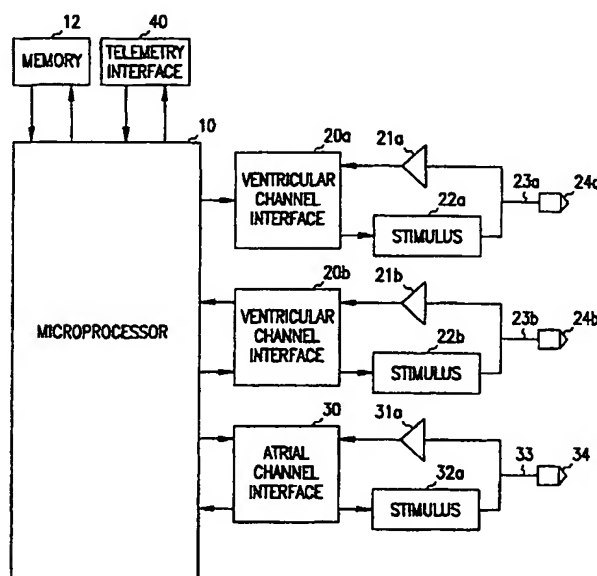 12
40
MEMORY
TELEMETRY
INTERFACE
10
MICROPROCESSOR
20a
VENTRICULAR
CHANNEL
INTERFACE
21a
22a
STIMULUS
23a
24a
20b
VENTRICULAR
CHANNEL
INTERFACE
21b
22b
STIMULUS
23b
24b
30
ATRIAL
CHANNEL
INTERFACE
31a
32a
STIMULUS
33
34